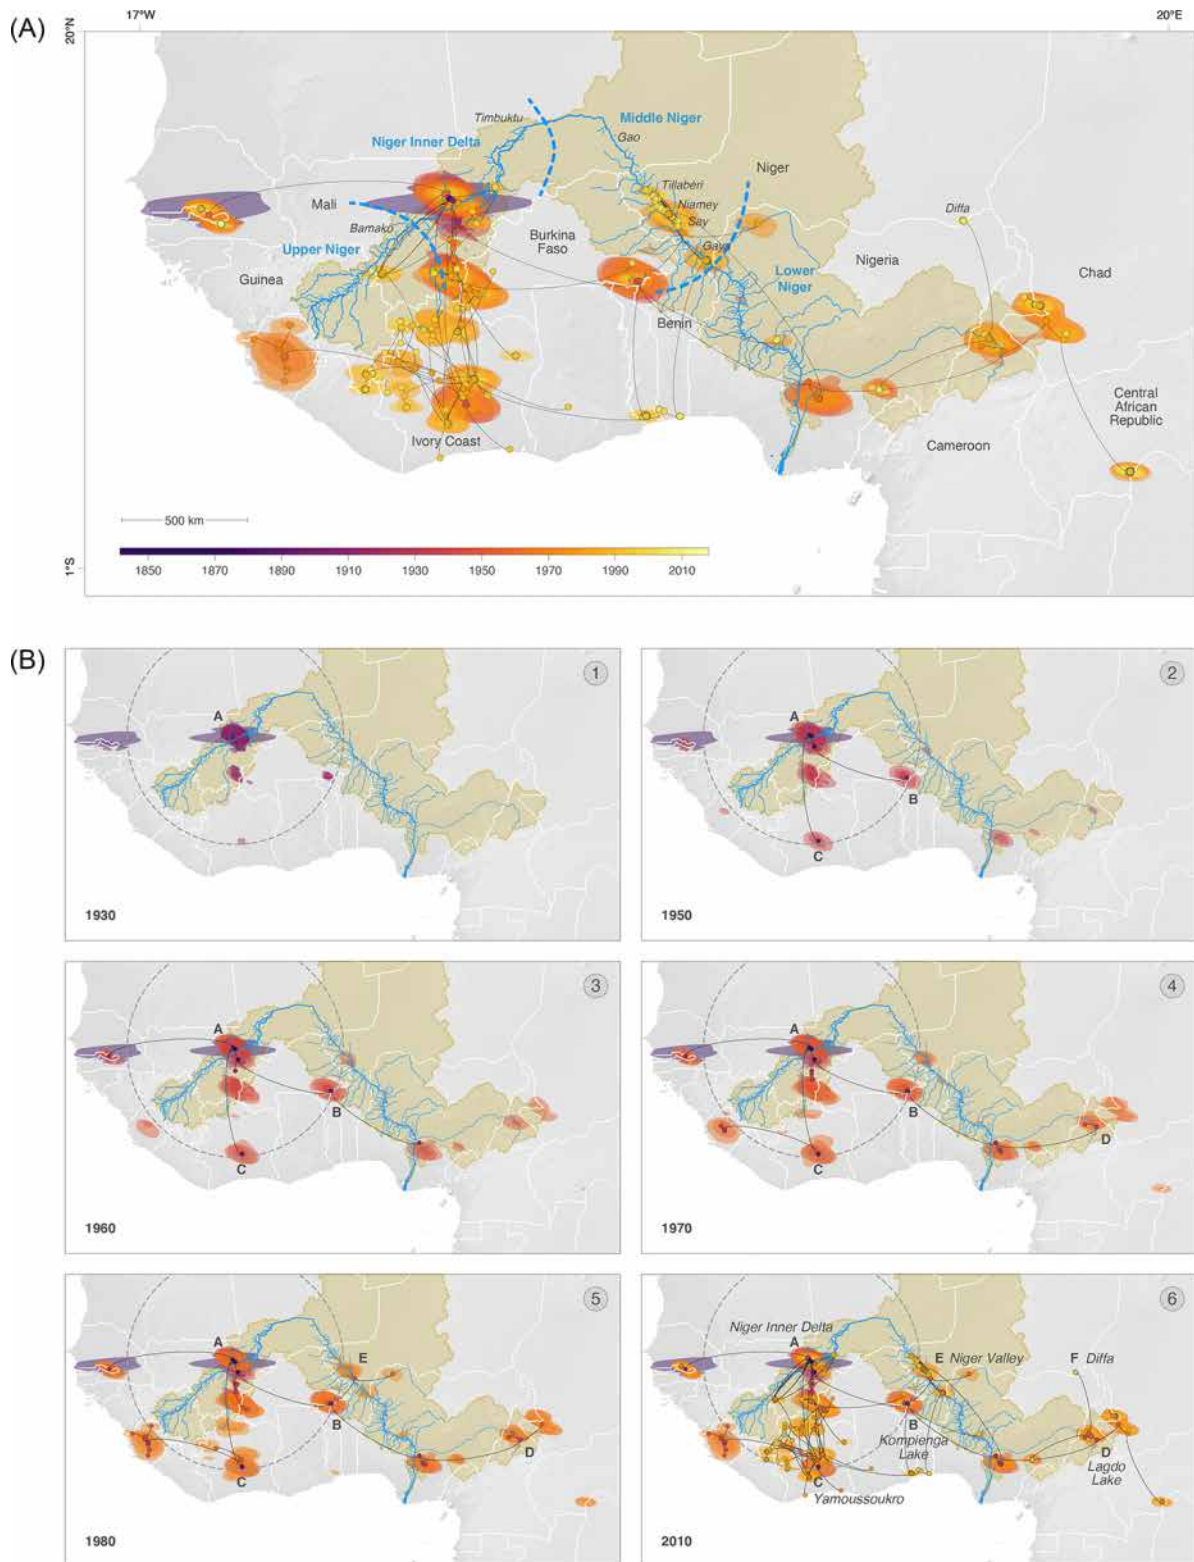 (A)
17°W
20°E
20°N
Timbuktu
Middle Niger
Niger Inner Delta
Gao
Niger
Tillabéri
Mali
Niamey
Diffa
Say
Bamako
Burkina
Faso
Upper Niger
Gaya
Nigeria
Guinea
Lower
Niger
Chad
Benin
Central
African
Republic
Ivory Coast
Cameroon
500 km
1°S
1850
1870
1890
1910
1930
1950
1970
1990
2010
(B)
1
A
1930
2
A
B
C
1950
3
A
B
C
1960
4
A
B
D
C
1970
5
A
E
B
D
C
1980
6
Niger Inner Delta
A
E Niger Valley
F Diffa
B
Kompienga
Lake
D
C
Lagdo
Lake
Yamoussoukro
2010